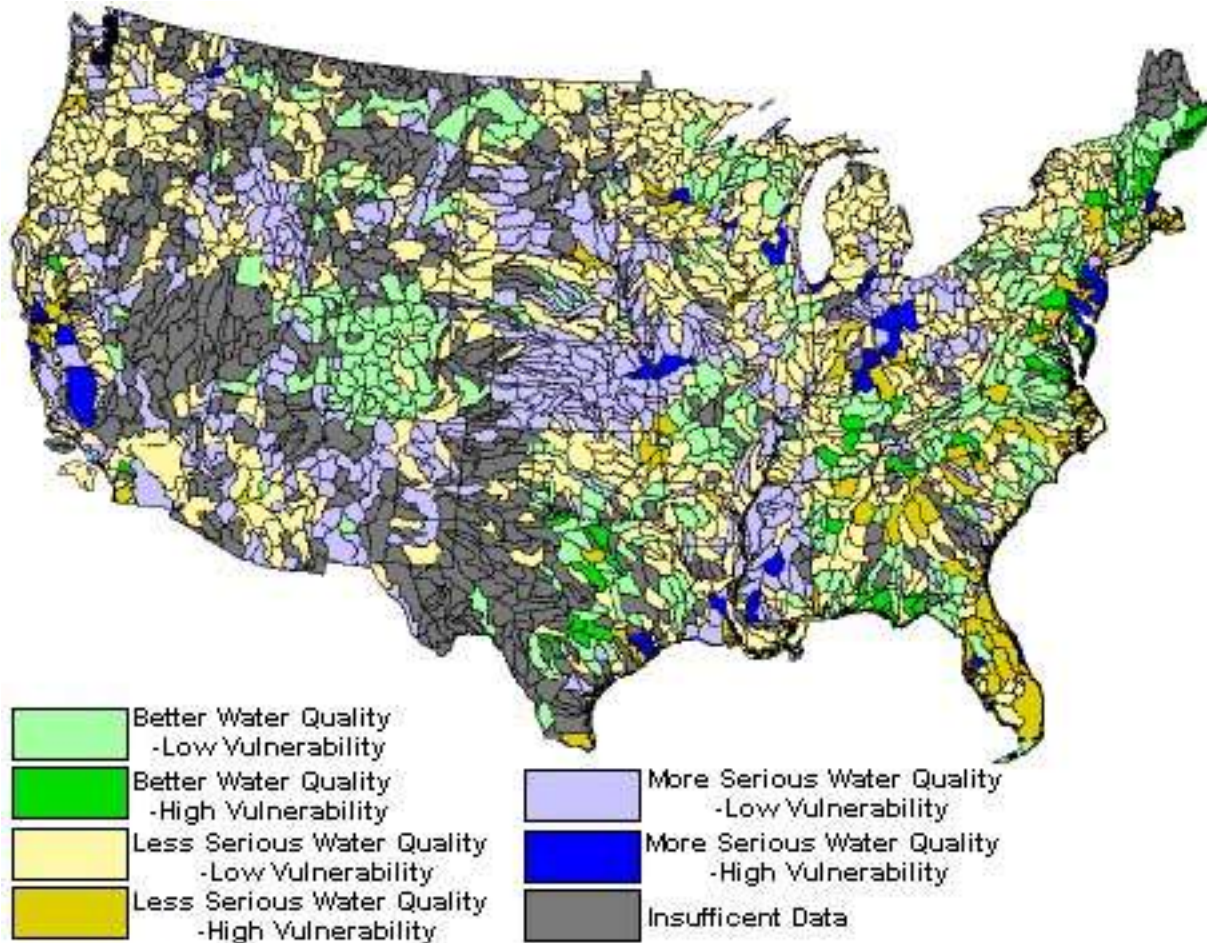 Better Water Quality
-Low Vulnerability
Better Water Quality
-High Vulnerability
Less Serious Water Quality
-Low Vulnerability
Less Serious Water Quality
-High Vulnerability
More Serious Water Quality
-Low Vulnerability
More Serious Water Quality
-High Vulnerability
Insufficent Data